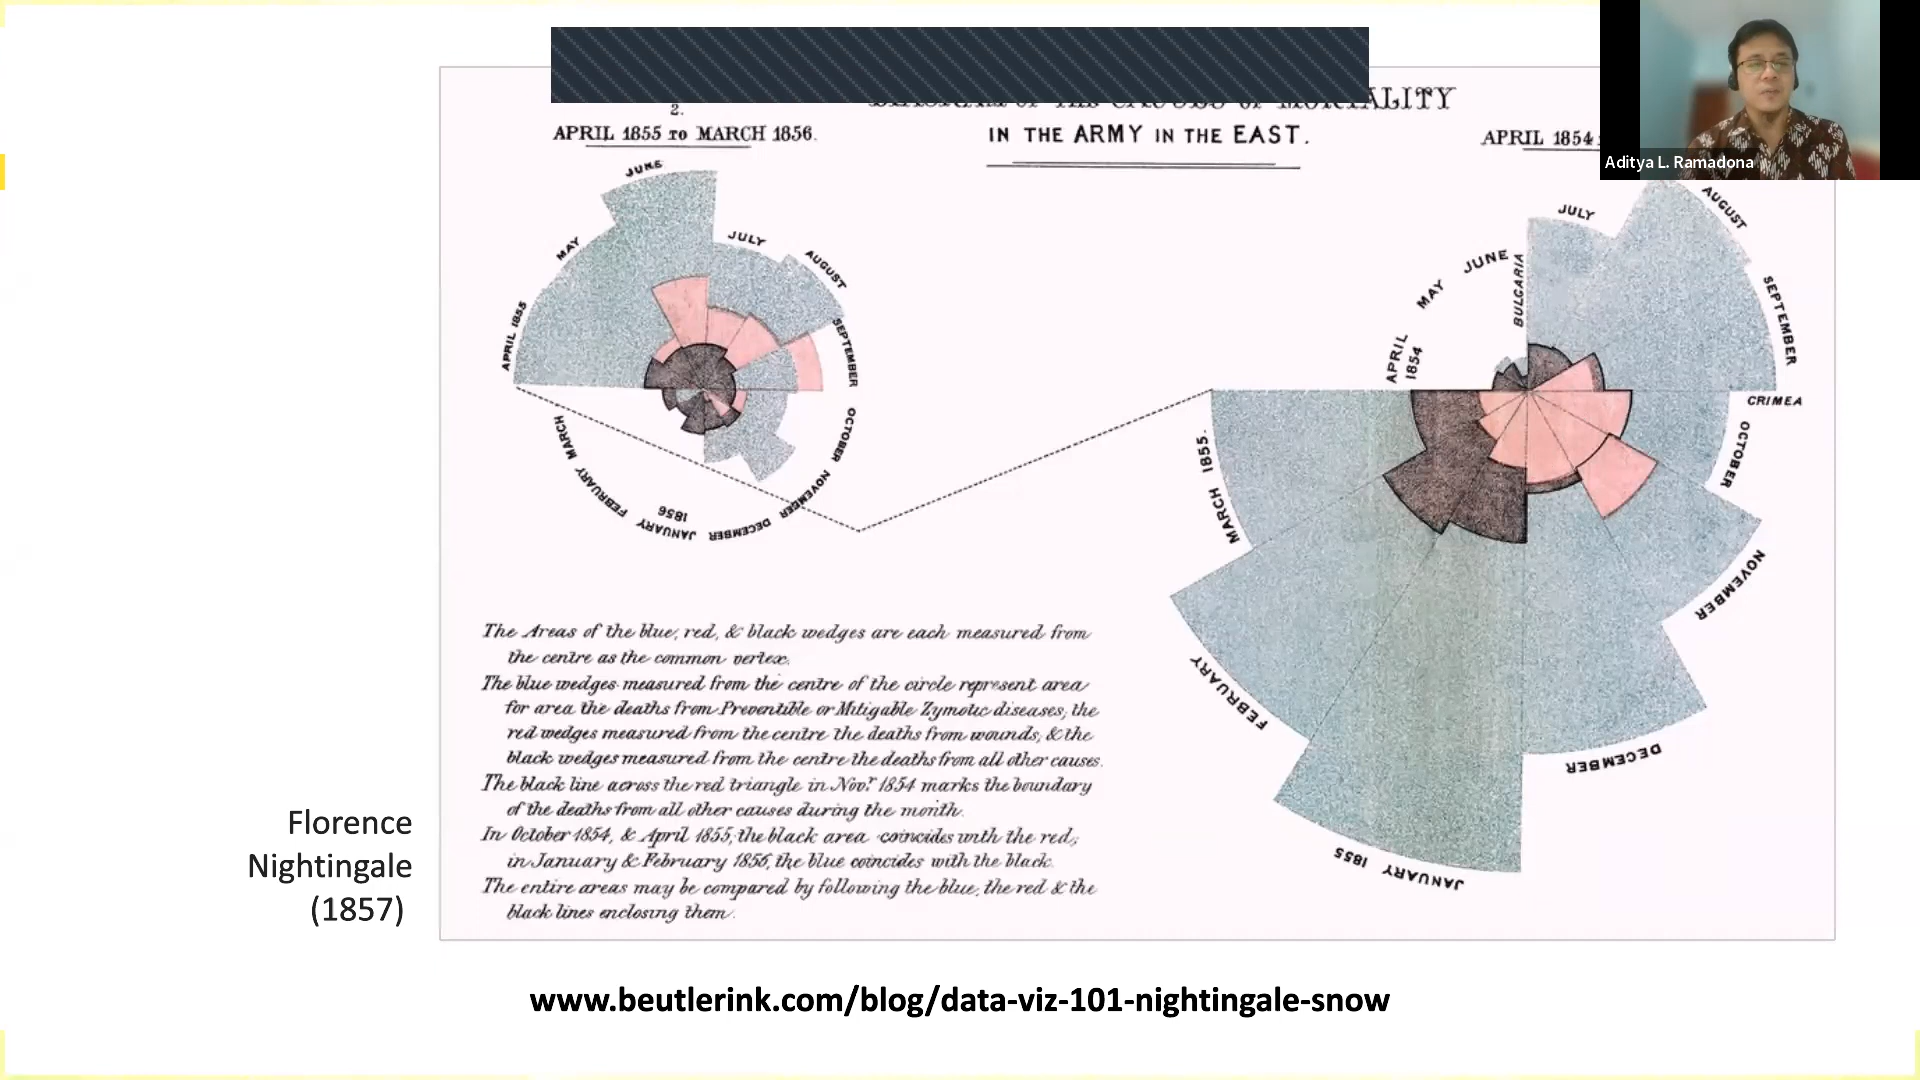 2.
DIAGRAM OF THE CAUSES OF MORTALITY
APRIL 1855 TO MARCH 1856.
IN THE ARMY IN THE EAST.
APRIL 1854
Aditya L. Ramadona
JUNE
MAY
JULY
AUGUST
APRIL 1855
SEPTEMBER
OCTOBER
NOVEMBER
DECEMBER
JANUARY
1856
FEBRUARY
MARCH
JULY
AUGUST
JUNE
BULGARIA
MAY
APRIL
1854
SEPTEMBER
CRIMEA
OCTOBER
NOVEMBER
DECEMBER
JANUARY 1855
FEBRUARY
MARCH 1855.
The Areas of the blue, red, & black wedges are each measured from
the centre as the common vertex.
The blue wedges measured from the centre of the circle represent area
for area the deaths from Preventible or Mitigable Zymotic diseases; the
red wedges measured from the centre the deaths from wounds; & the
black wedges measured from the centre the deaths from all other causes.
The black line across the red triangle in Novr. 1854 marks the boundary
of the deaths from all other causes during the month.
In October 1854, & April 1855, the black area coincides with the red;
in January & February 1856, the blue coincides with the black.
The entire areas may be compared by following the blue, the red & the
black lines enclosing them.
Florence
Nightingale
(1857)
www.beutlerink.com/blog/data-viz-101-nightingale-snow